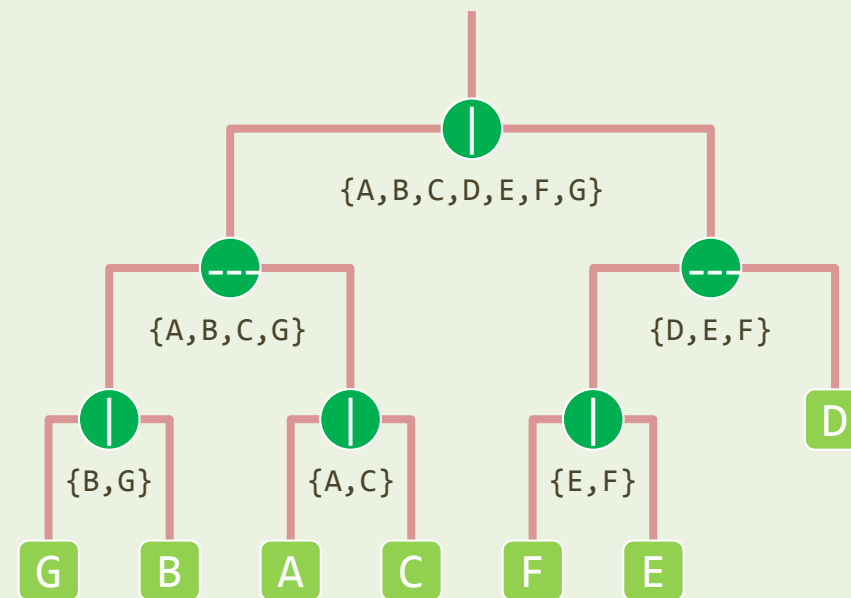 {A,B,C,D,E,F,G}
{A,B,C,G}
{D,E,F}
D
{B,G}
{A,C}
{E,F}
G
B
A
C
F
E